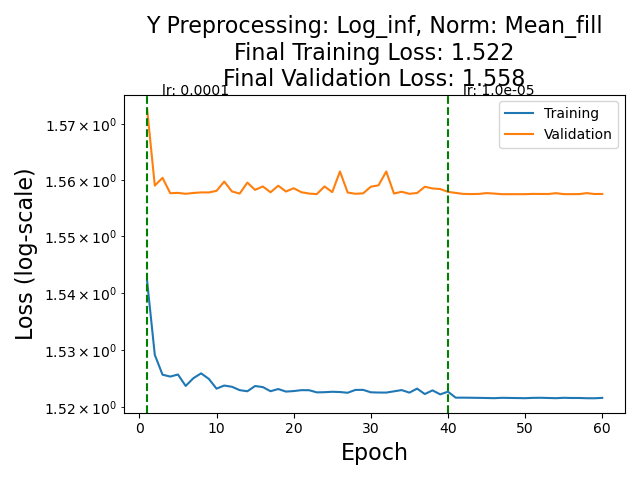 Y Preprocessing: Log_inf, Norm: Mean_fill
Final Training Loss: 1.522
Final Validation Loss: 1.558
lr: 0.0001
lr: 1.0e-05
Training
Validation
1.57 × 10⁰
1.56 × 10⁰
1.55 × 10⁰
1.54 × 10⁰
1.53 × 10⁰
1.52 × 10⁰
Loss (log-scale)
0 10 20 30 40 50 60
Epoch